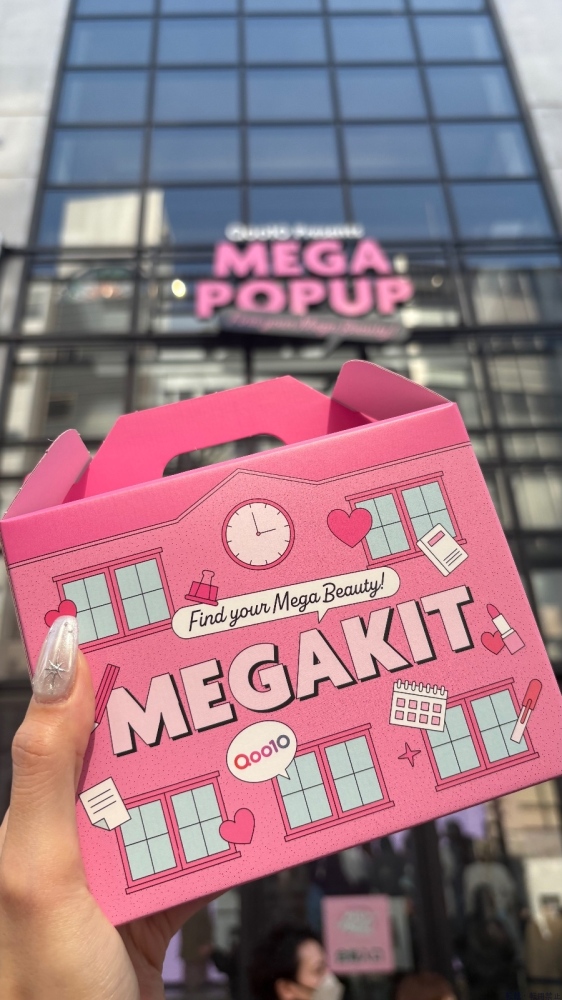 Qoo10 Presents
MEGA
POPUP
Find your Mega Beauty!
MEGAKIT
Qoo10